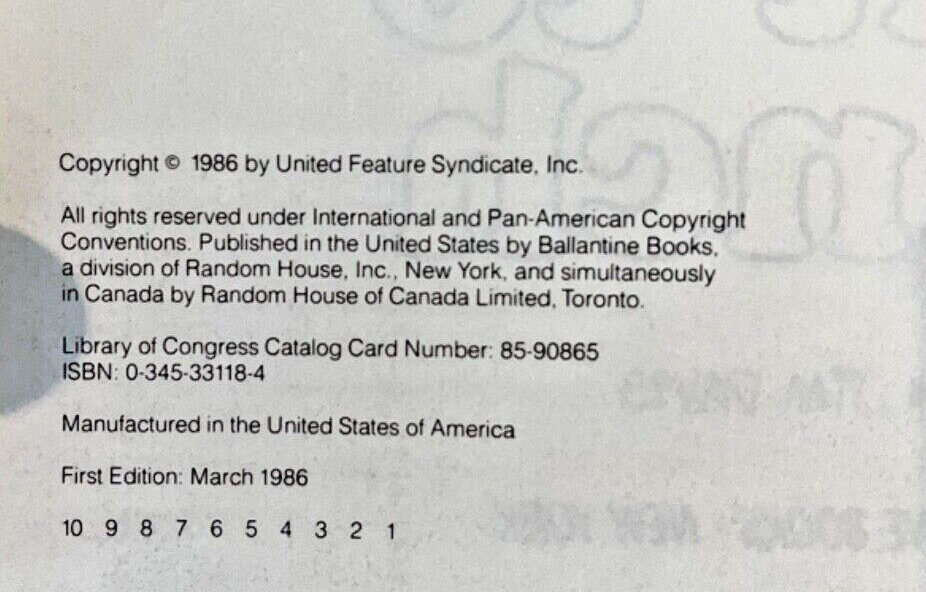 Copyright © 1986 by United Feature Syndicate, Inc.
All rights reserved under International and Pan-American Copyright
Conventions. Published in the United States by Ballantine Books,
a division of Random House, Inc., New York, and simultaneously
in Canada by Random House of Canada Limited, Toronto.
Library of Congress Catalog Card Number: 85-90865
ISBN: 0-345-33118-4
Manufactured in the United States of America
First Edition: March 1986
10 9 8 7 6 5 4 3 2 1